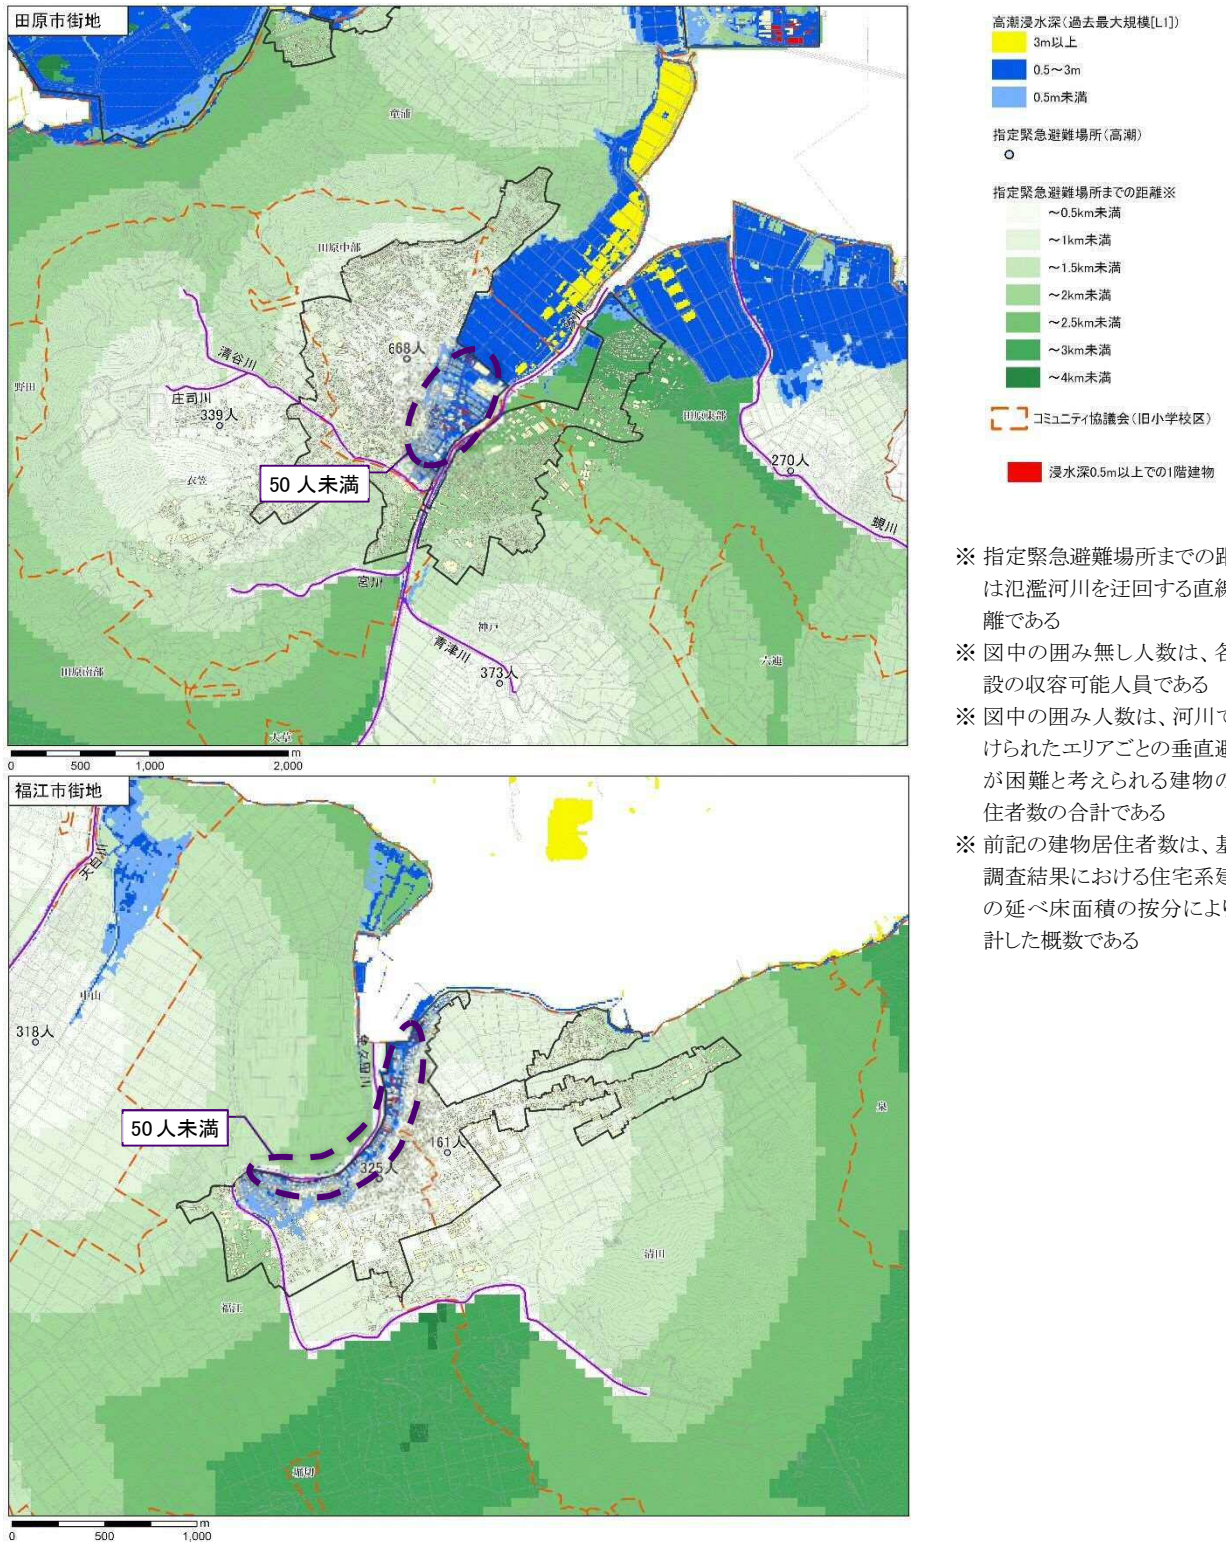 田原市街地
童浦
田原中部
668人
清谷川
庄司川
339人
野田
衣笠
50 人未満
田原東部
270人
蜆川
宮川
神戸
青津川
373人
六連
田原南部
大草
0 500 1,000 2,000 m
福江市街地
天白川
中山
318人
50 人未満
161人
325人
泉
清田
福江
堀切
0 500 1,000 m
高潮浸水深(過去最大規模[L1])
3m以上
0.5～3m
0.5m未満
指定緊急避難場所(高潮)
指定緊急避難場所までの距離※
～0.5km未満
～1km未満
～1.5km未満
～2km未満
～2.5km未満
～3km未満
～4km未満
コミュニティ協議会(旧小学校区)
浸水深0.5m以上での1階建物
※ 指定緊急避難場所までの距
は氾濫河川を迂回する直線
離である
※ 図中の囲み無し人数は、各
設の収容可能人員である
※ 図中の囲み人数は、河川で
けられたエリアごとの垂直避
が困難と考えられる建物の
住者数の合計である
※ 前記の建物居住者数は、基
調査結果における住宅系建
の延べ床面積の按分により
計した概数である